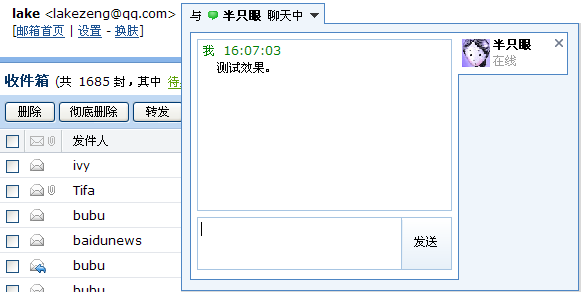 lake <lakezeng@qq.com>
[邮箱首页 | 设置 - 换肤]
收件箱 (共 1685 封，其中 待
删除 彻底删除 转发
发件人
ivy
Tifa
bubu
baidunews
bubu
bubu
与 半只眼 聊天中
我 16:07:03
测试效果。
发送
半只眼
在线